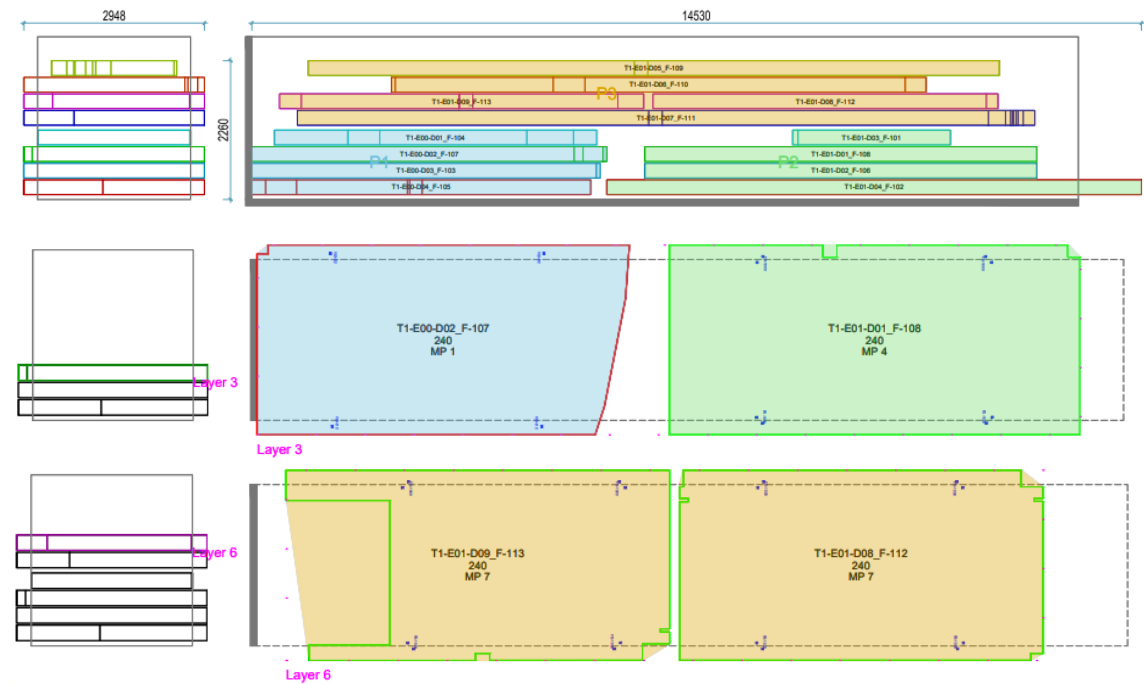 2948
14530
2260
T1-E01-D05_F-109
T1-E01-D06_F-110
P3
T1-E01-D09_F-113
T1-E01-D08_F-112
T1-E01-D07_F-111
T1-E00-D01_F-104
T1-E01-D03_F-101
T1-E00-D02_F-107
T1-E01-D01_F-108
P1
P2
T1-E00-D03_F-103
T1-E01-D02_F-106
T1-E00-D04_F-105
T1-E01-D04_F-102
T1-E00-D02_F-107
240
MP 1
T1-E01-D01_F-108
240
MP 4
Layer 3
Layer 3
T1-E01-D09_F-113
240
MP 7
T1-E01-D08_F-112
240
MP 7
Layer 6
Layer 6